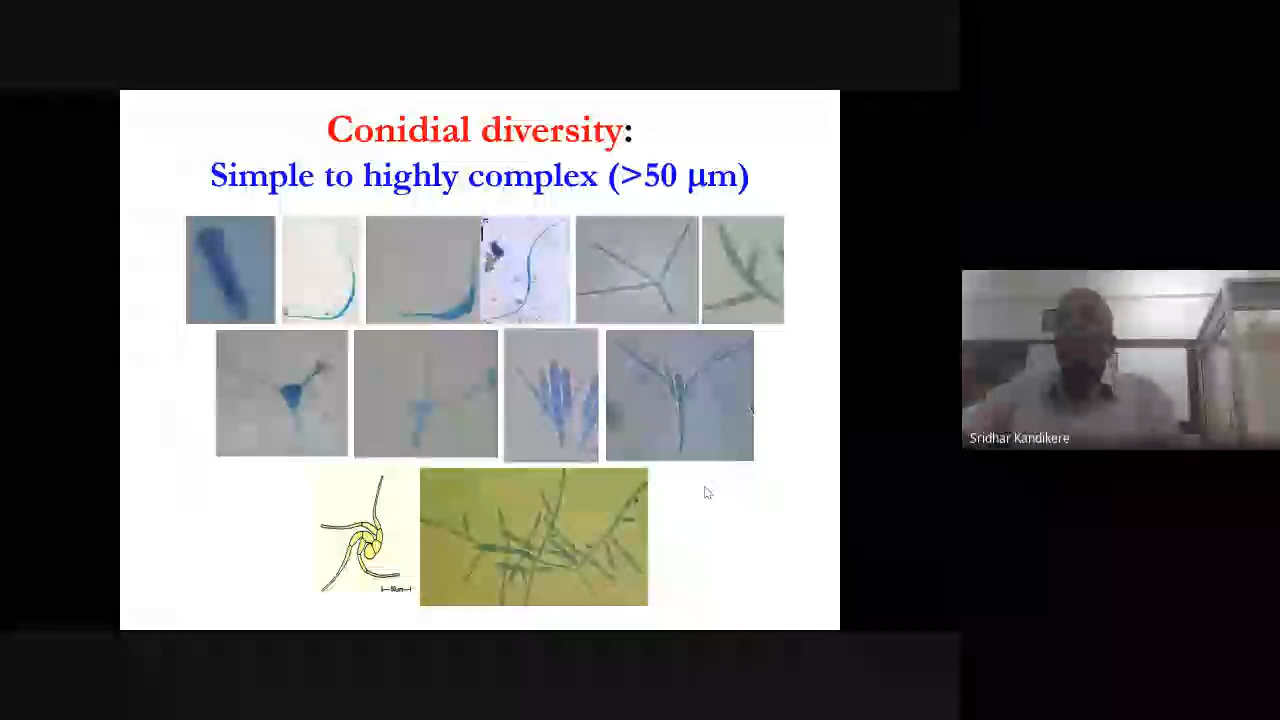 Conidial diversity:
Simple to highly complex (>50 µm)
Sridhar Kandikere